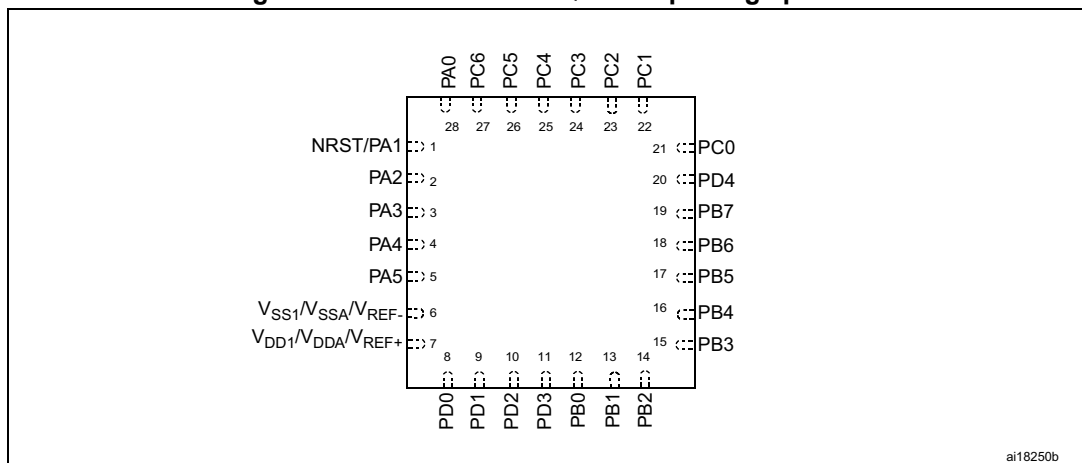 PA0 PC6 PC5 PC4 PC3 PC2 PC1
28 27 26 25 24 23 22
NRST/PA1 1
PA2 2
PA3 3
PA4 4
PA5 5
VSS1/VSSA/VREF- 6
VDD1/VDDA/VREF+ 7
21 PC0
20 PD4
19 PB7
18 PB6
17 PB5
16 PB4
15 PB3
8 9 10 11 12 13 14
PD0 PD1 PD2 PD3 PB0 PB1 PB2
ai18250b